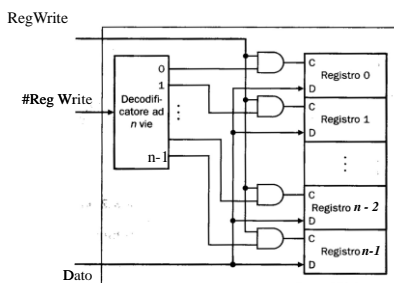 RegWrite
0
1
#Reg Write
Decodifi-
catore ad
n vie
n-1
C
Registro 0
D
C
Registro 1
D
C
Registro n - 2
D
C
Registro n-1
D
Dato